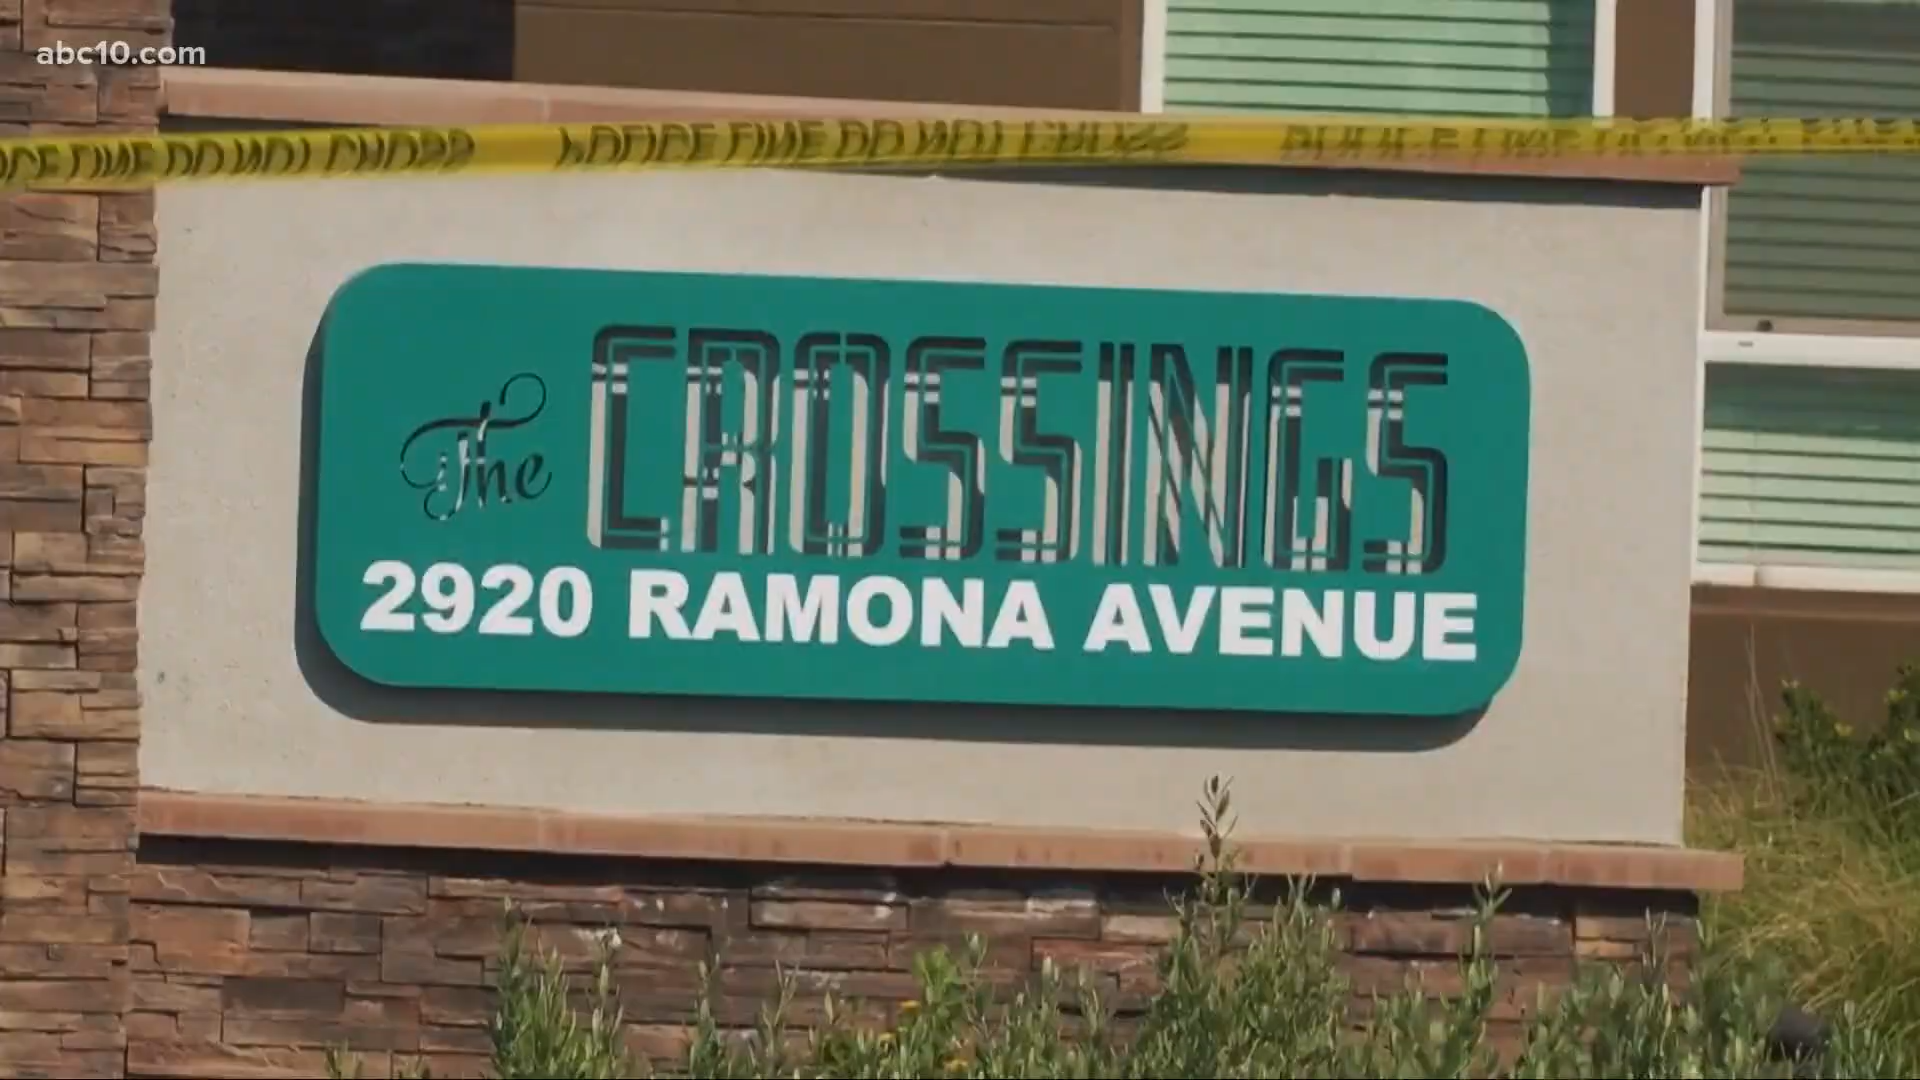 abc10.com
POLICE LINE DO NOT CROSS
The CROSSINGS
2920 RAMONA AVENUE